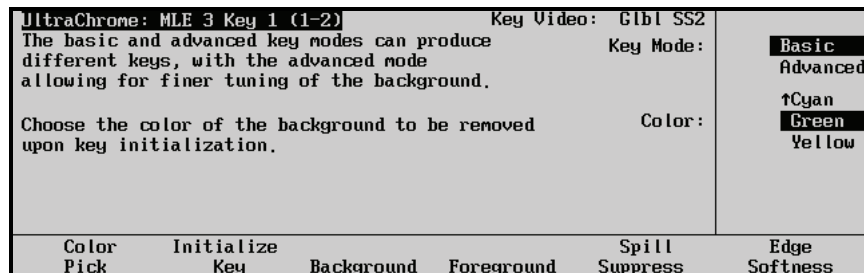 UltraChrome: MLE 3 Key 1 (1-2) Key Video: Glbl SS2
The basic and advanced key modes can produce
different keys, with the advanced mode
allowing for finer tuning of the background.
Key Mode:
Basic
Advanced
Choose the color of the background to be removed
upon key initialization.
Color:
↑Cyan
Green
Yellow
Color Pick
Initialize Key
Background
Foreground
Spill Suppress
Edge Softness